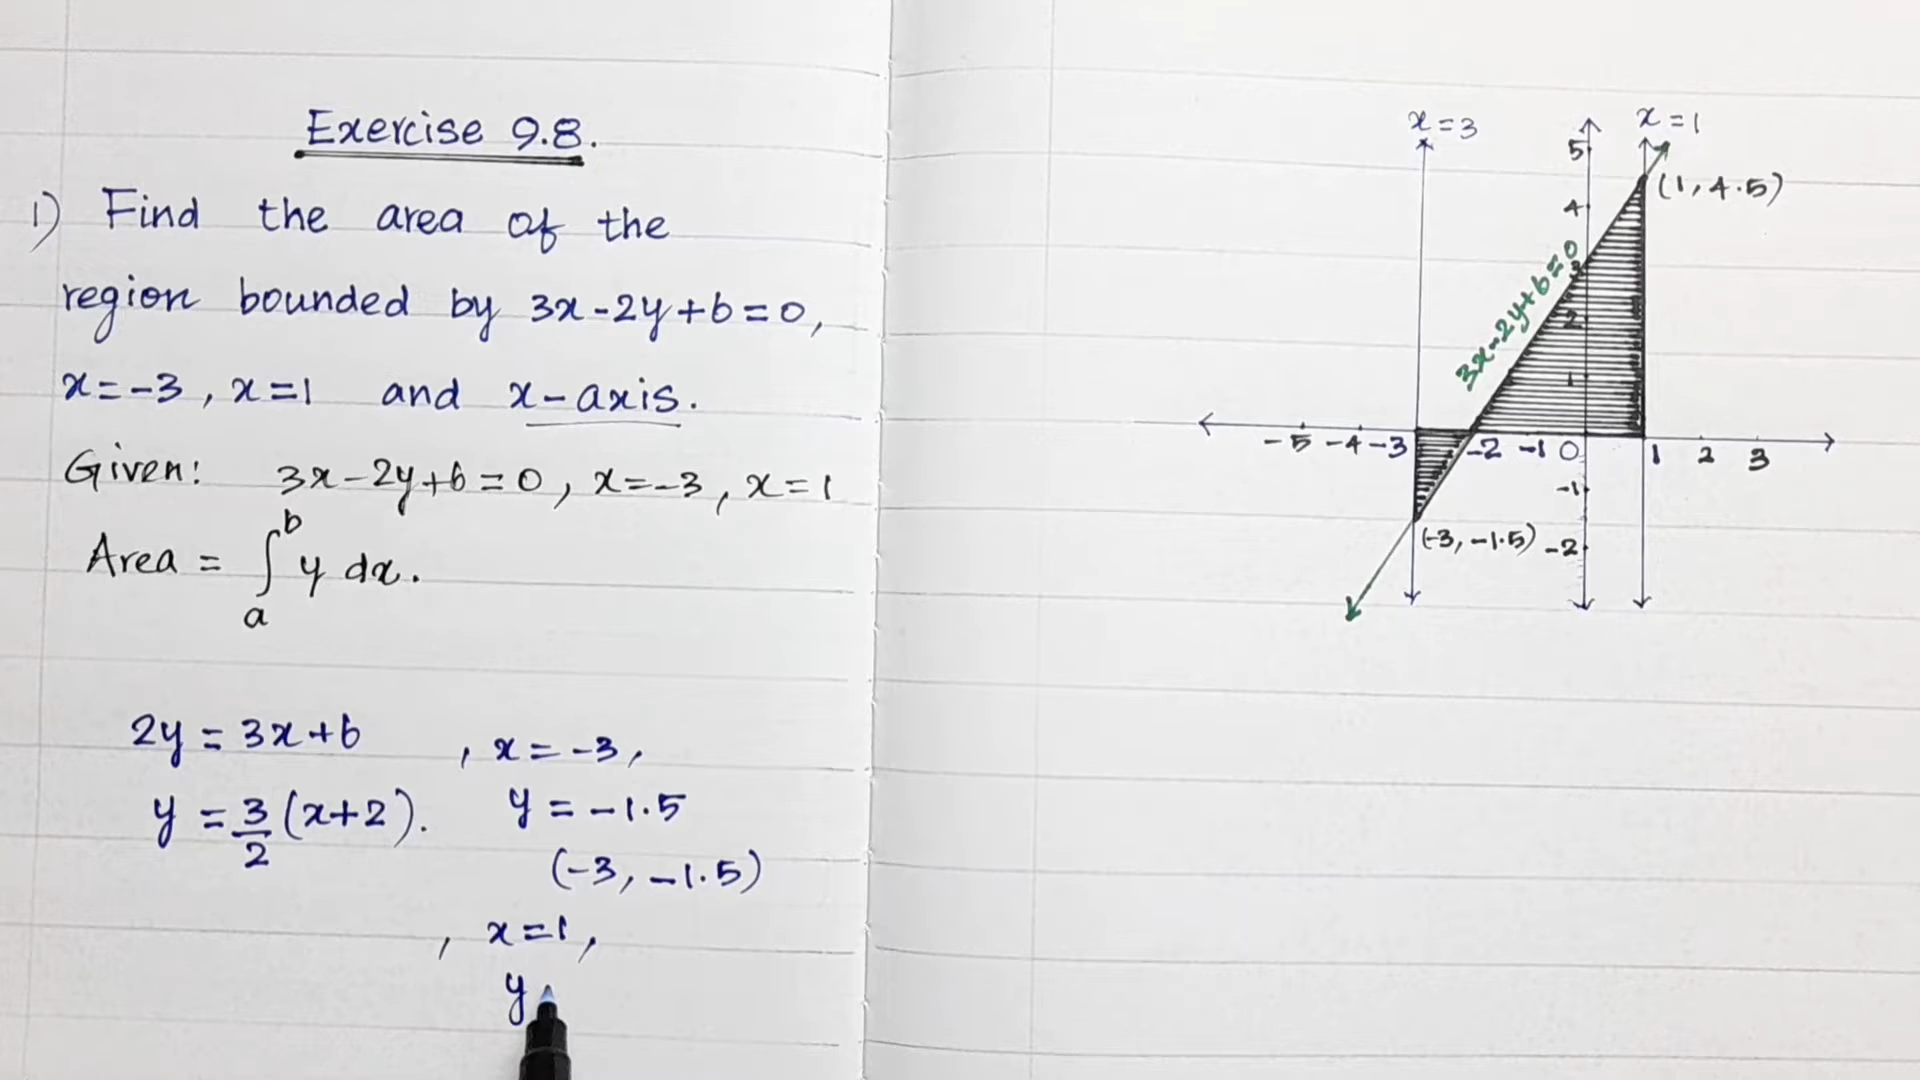 Exercise 9.8.
1) Find the area of the
region bounded by 3x-2y+6=0,
x=-3, x=1 and x-axis.
Given: 3x-2y+6=0, x=-3, x=1
Area = ∫ₐᵇ y dx.
2y = 3x+6 , x=-3,
y = 3/2 (x+2). y = -1.5
(-3, -1.5)
, x=1,
y
x=3
x=1
5
(1, 4.5)
4
3x-2y+6=0
3
2
1
-5 -4 -3 -2 -1 0 1 2 3
-1
(-3, -1.5) -2